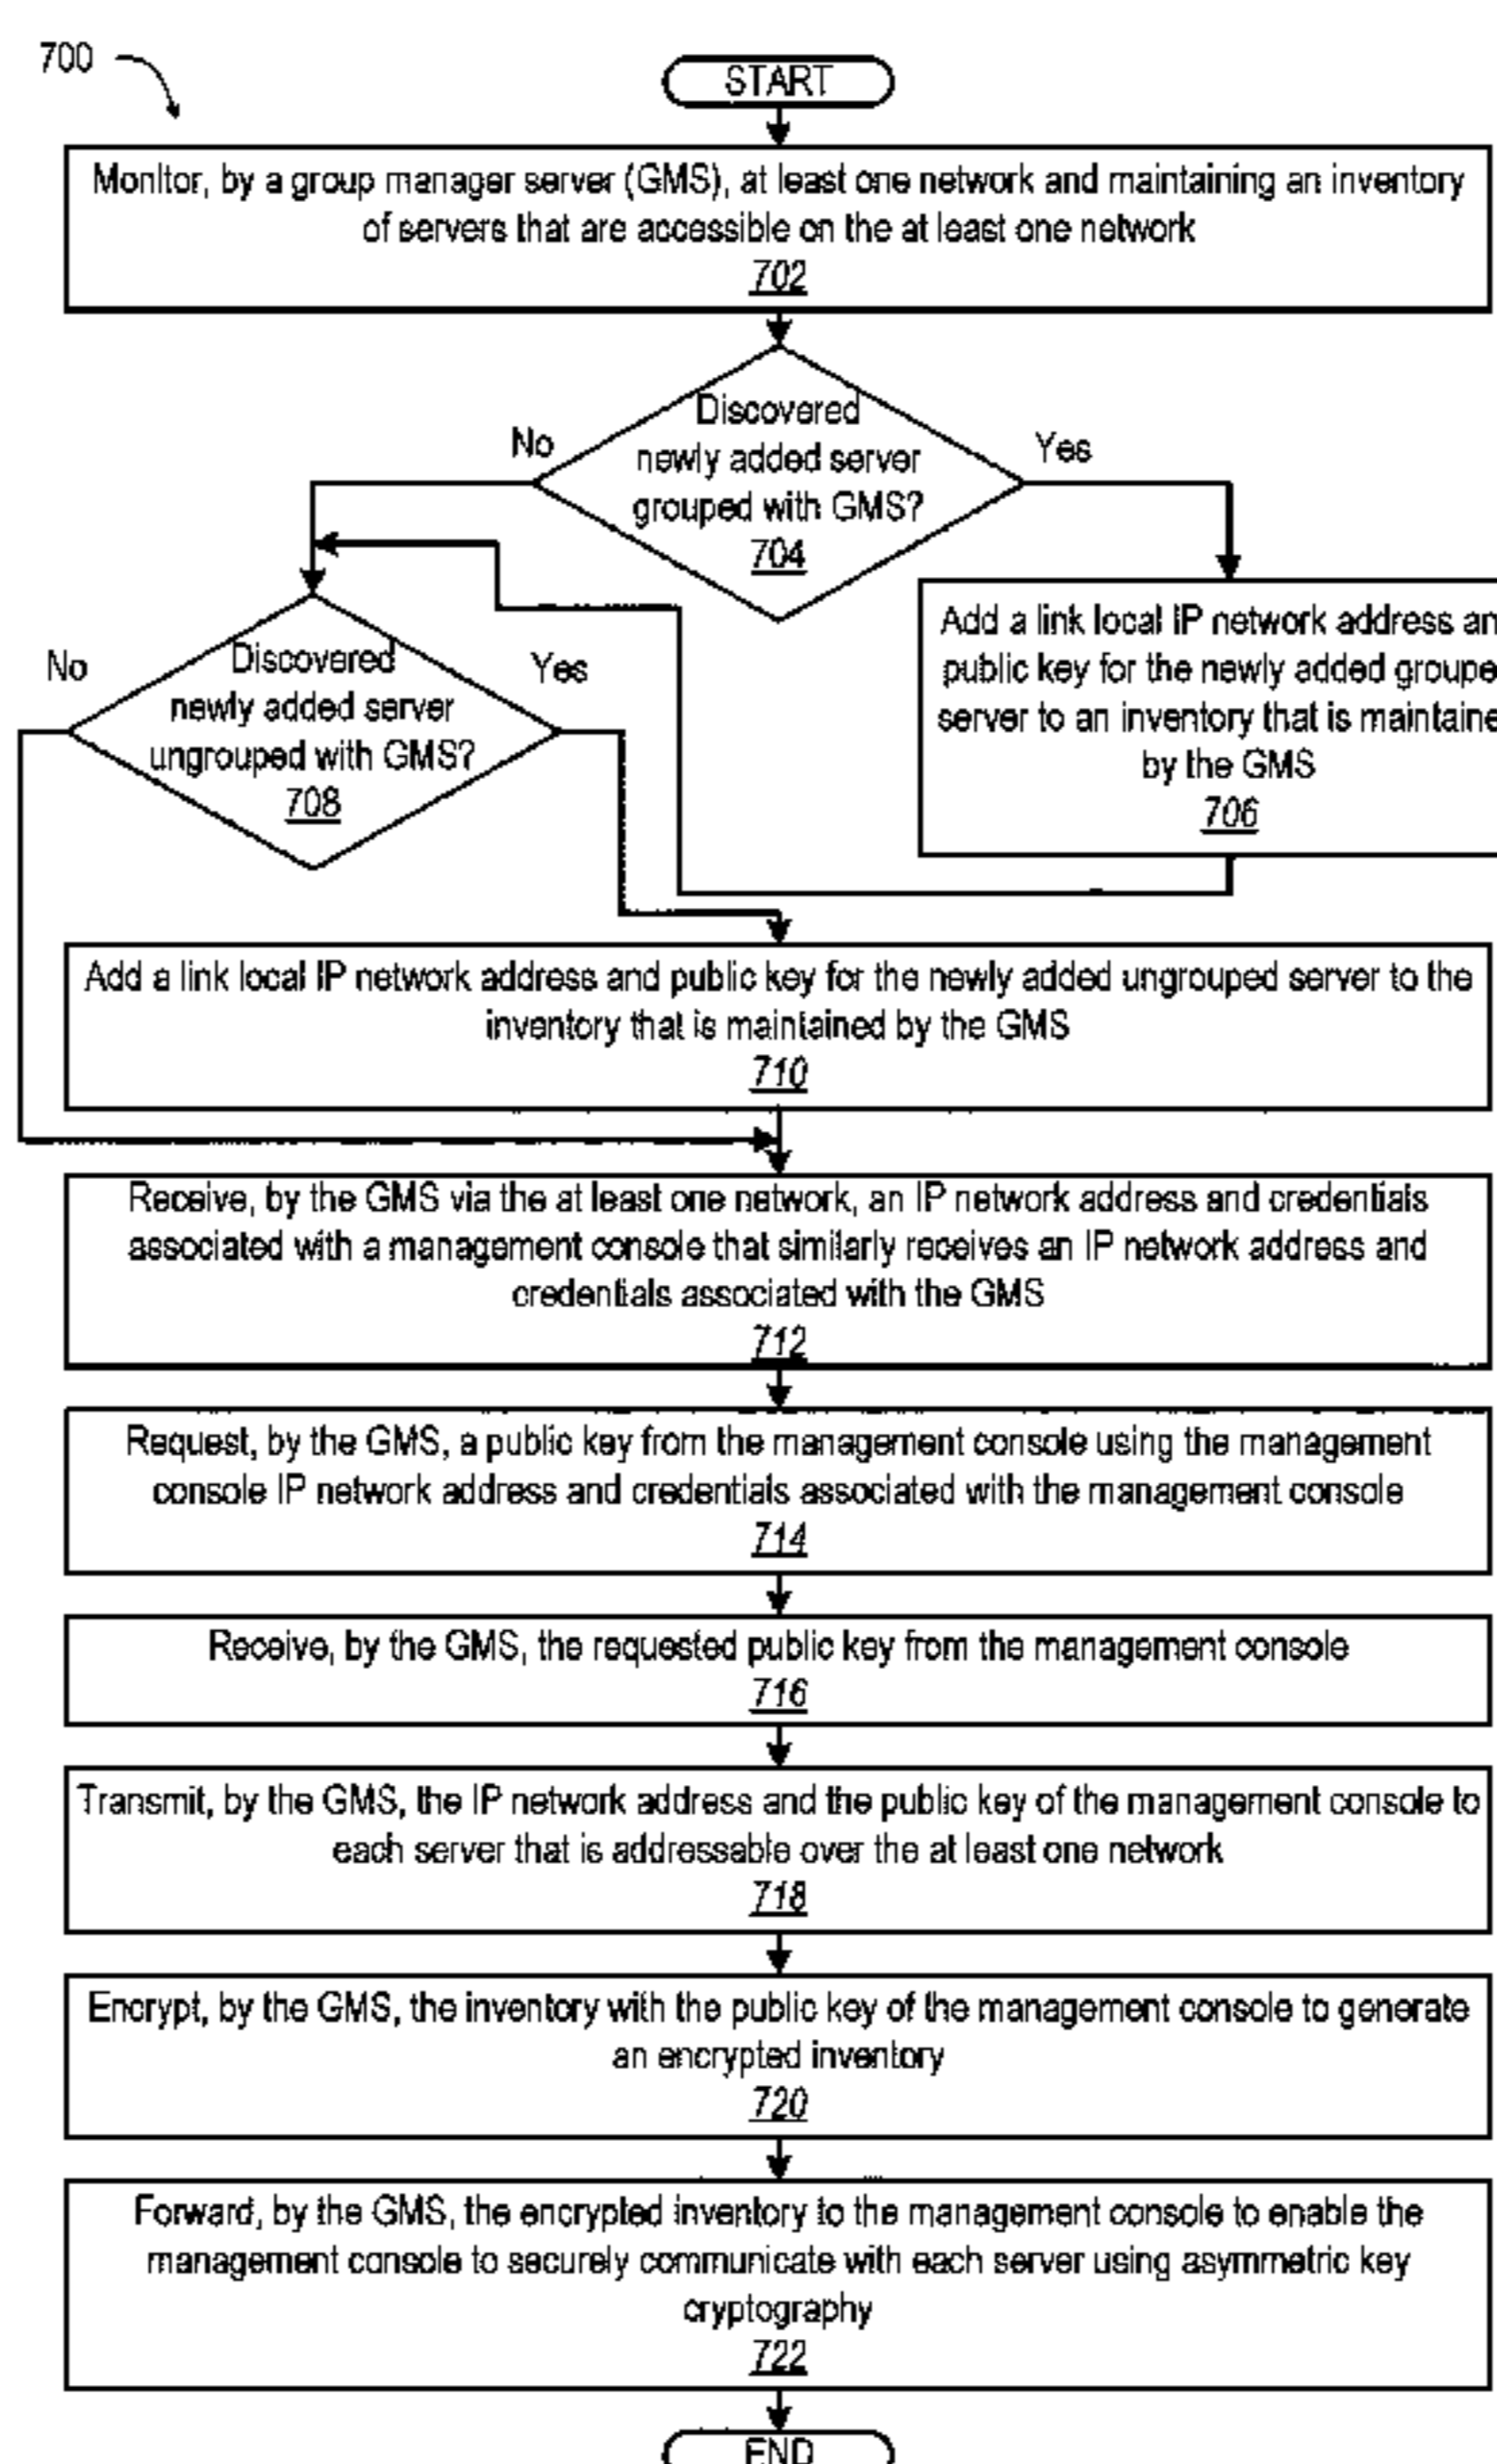 700
START
Monitor, by a group manager server (GMS), at least one network and maintaining an inventory
of servers that are accessible on the at least one network
702
Discovered
newly added server
grouped with GMS?
704
No
Yes
Add a link local IP network address an
public key for the newly added groupe
server to an inventory that is maintaine
by the GMS
706
Discovered
newly added server
ungrouped with GMS?
708
No
Yes
Add a link local IP network address and public key for the newly added ungrouped server to the
inventory that is maintained by the GMS
710
Receive, by the GMS via the at least one network, an IP network address and credentials
associated with a management console that similarly receives an IP network address and
credentials associated with the GMS
712
Request, by the GMS, a public key from the management console using the management
console IP network address and credentials associated with the management console
714
Receive, by the GMS, the requested public key from the management console
716
Transmit, by the GMS, the IP network address and the public key of the management console to
each server that is addressable over the at least one network
718
Encrypt, by the GMS, the inventory with the public key of the management console to generate
an encrypted inventory
720
Forward, by the GMS, the encrypted inventory to the management console to enable the
management console to securely communicate with each server using asymmetric key
cryptography
722
END